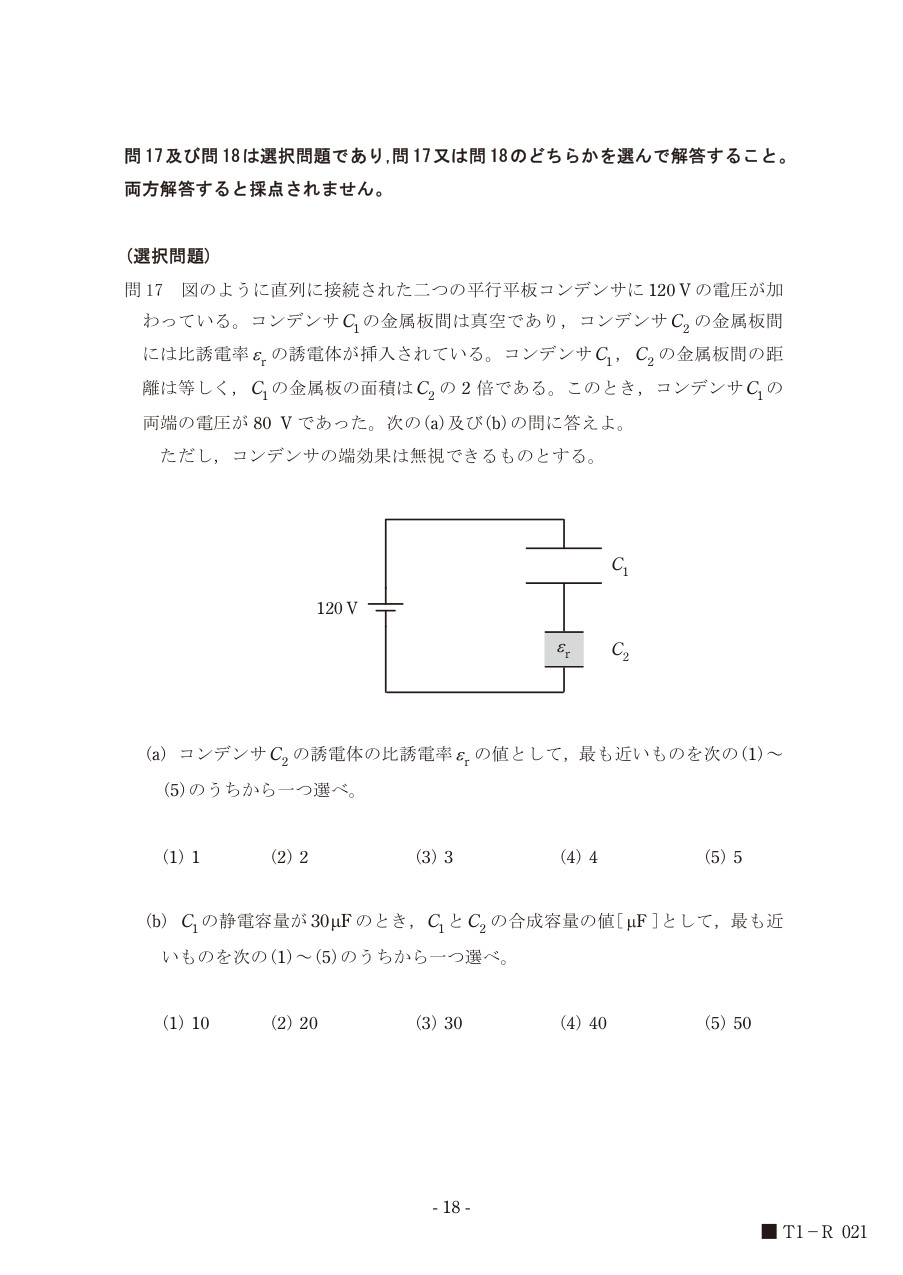 問17及び問18は選択問題であり,問17又は問18のどちらかを選んで解答すること。
両方解答すると採点されません。
(選択問題)
問17　図のように直列に接続された二つの平行平板コンデンサに120 Vの電圧が加
わっている。コンデンサC1の金属板間は真空であり，コンデンサC2の金属板間
には比誘電率εrの誘電体が挿入されている。コンデンサC1，C2の金属板間の距
離は等しく，C1の金属板の面積はC2の2倍である。このとき，コンデンサC1の
両端の電圧が80 Vであった。次の(a)及び(b)の問に答えよ。
ただし，コンデンサの端効果は無視できるものとする。
C1
120 V
εr C2
(a) コンデンサC2の誘電体の比誘電率εrの値として，最も近いものを次の(1)～
(5)のうちから一つ選べ。
(1) 1 (2) 2 (3) 3 (4) 4 (5) 5
(b) C1の静電容量が30μFのとき，C1とC2の合成容量の値[μF]として，最も近
いものを次の(1)～(5)のうちから一つ選べ。
(1) 10 (2) 20 (3) 30 (4) 40 (5) 50
- 18 -
■ T1－R 021